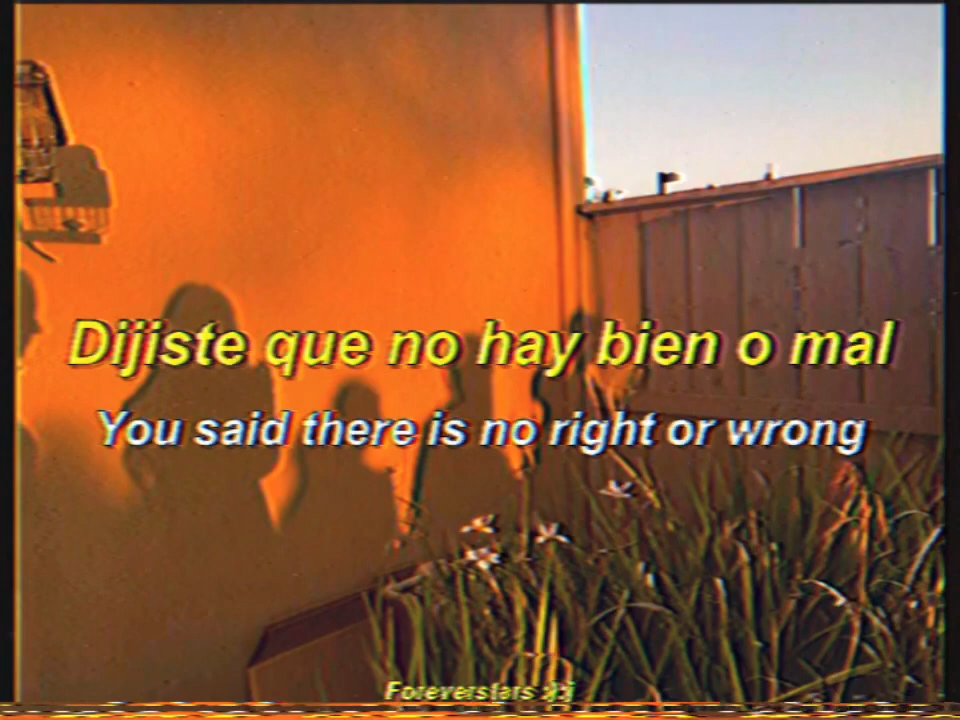 Dijiste que no hay bien o mal
You said there is no right or wrong
Foreverstars